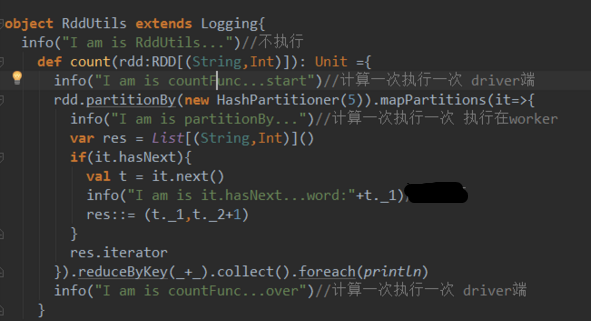 object RddUtils extends Logging{
info("I am is RddUtils...")//不执行
def count(rdd:RDD[(String,Int)]): Unit ={
info("I am is countFunc...start")//计算一次执行一次 driver端
rdd.partitionBy(new HashPartitioner(5)).mapPartitions(it=>{
info("I am is partitionBy...")//计算一次执行一次 执行在worker
var res = List[(String,Int)]()
if(it.hasNext){
val t = it.next()
info("I am is it.hasNext...word:"+t._1)
res::= (t._1,t._2+1)
}
res.iterator
}).reduceByKey(_+_).collect().foreach(println)
info("I am is countFunc...over")//计算一次执行一次 driver端
}